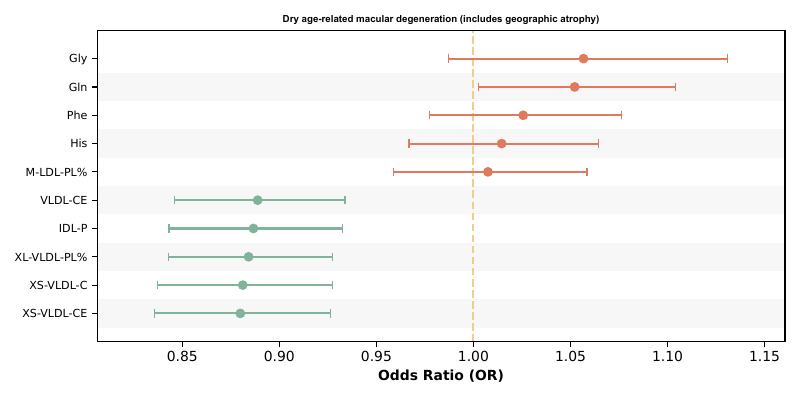 Dry age-related macular degeneration (includes geographic atrophy)
Gly
Gln
Phe
His
M-LDL-PL%
VLDL-CE
IDL-P
XL-VLDL-PL%
XS-VLDL-C
XS-VLDL-CE
0.85 0.90 0.95 1.00 1.05 1.10 1.15
Odds Ratio (OR)